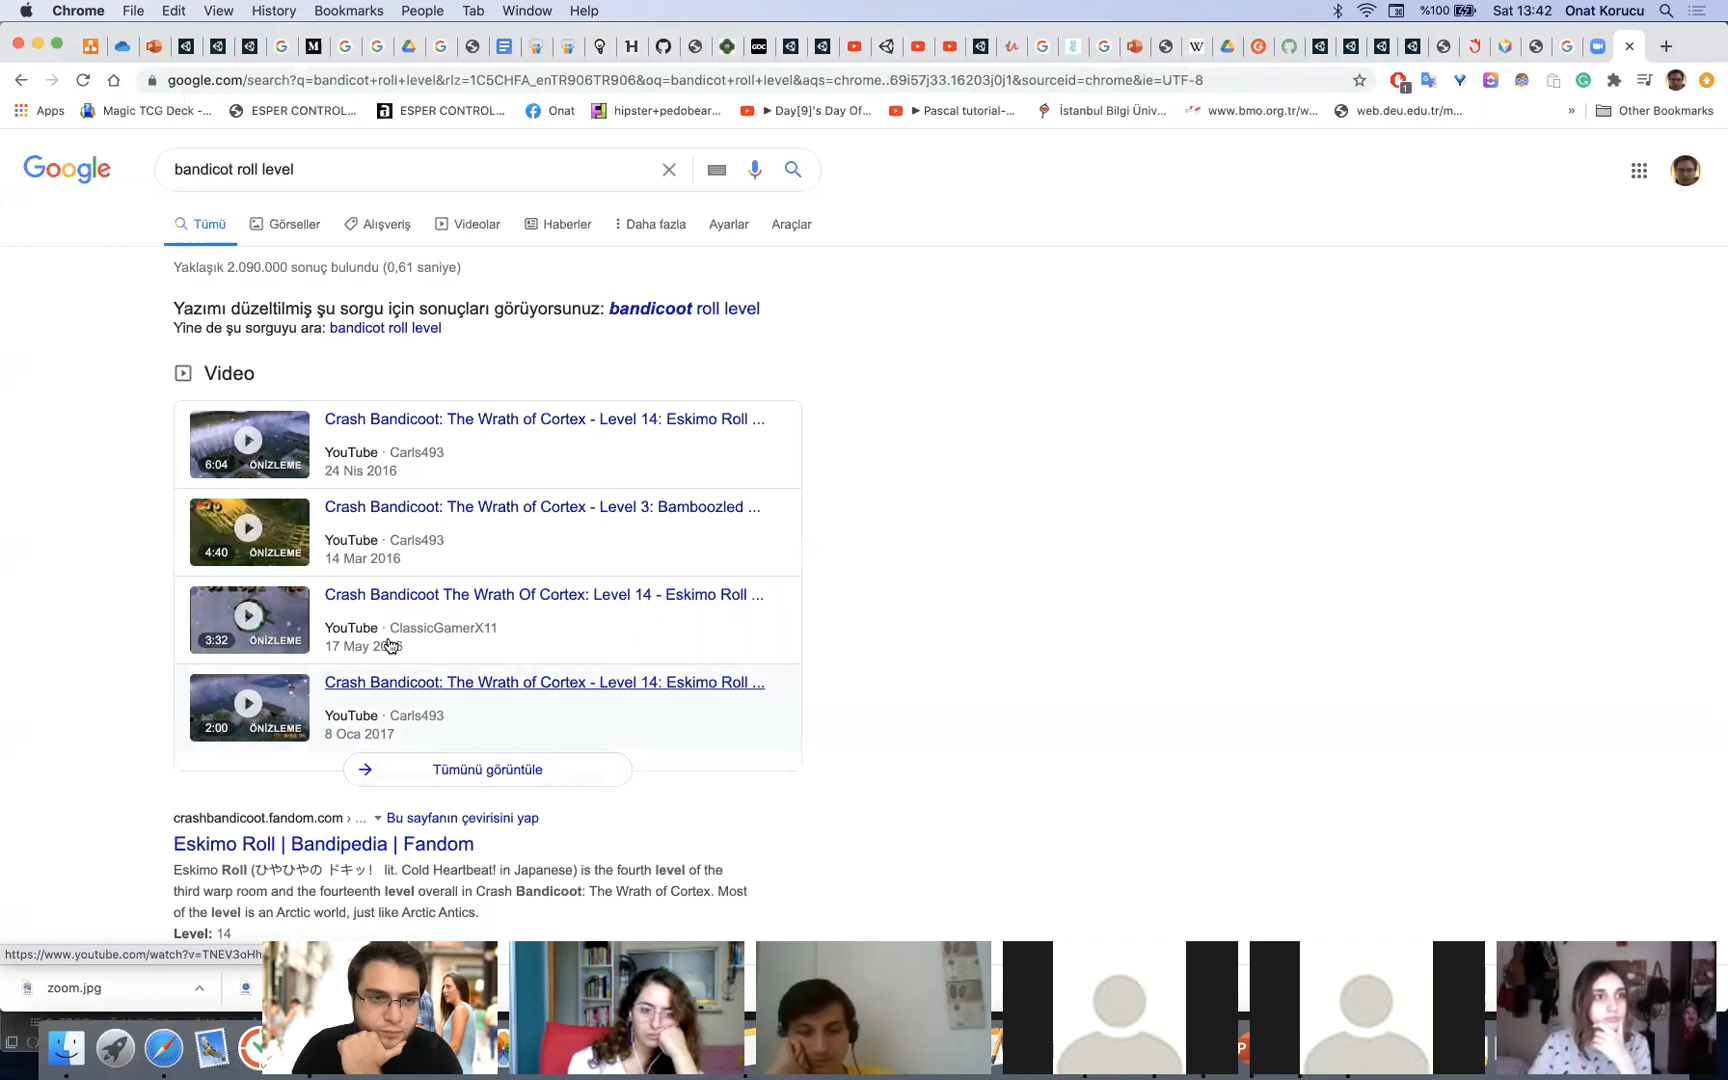 Chrome File Edit View History Bookmarks People Tab Window Help %100 Sat 13:42 Onat Korucu
google.com/search?q=bandicot+roll+level&rlz=1C5CHFA_enTR906TR906&oq=bandicot+roll+level&aqs=chrome..69i57j33.16203j0j1&sourceid=chrome&ie=UTF-8
Apps Magic TCG Deck -... ESPER CONTROL... ESPER CONTROL... Onat hipster+pedobear... ► Day[9]'s Day Of... ► Pascal tutorial-... İstanbul Bilgi Üniv... www.bmo.org.tr/w... web.deu.edu.tr/m... » Other Bookmarks
Google bandicot roll level
Tümü Görseller Alışveriş Videolar Haberler Daha fazla Ayarlar Araçlar
Yaklaşık 2.090.000 sonuç bulundu (0,61 saniye)
Yazımı düzeltilmiş şu sorgu için sonuçları görüyorsunuz: bandicoot roll level
Yine de şu sorguyu ara: bandicot roll level
Video
Crash Bandicoot: The Wrath of Cortex - Level 14: Eskimo Roll ...
YouTube · Carls493
6:04 ÖNİZLEME 24 Nis 2016
Crash Bandicoot: The Wrath of Cortex - Level 3: Bamboozled ...
YouTube · Carls493
4:40 ÖNİZLEME 14 Mar 2016
Crash Bandicoot The Wrath Of Cortex: Level 14 - Eskimo Roll ...
YouTube · ClassicGamerX11
3:32 ÖNİZLEME 17 May
Crash Bandicoot: The Wrath of Cortex - Level 14: Eskimo Roll ...
YouTube · Carls493
2:00 ÖNİZLEME 8 Oca 2017
Tümünü görüntüle
crashbandicoot.fandom.com › ... Bu sayfanın çevirisini yap
Eskimo Roll | Bandipedia | Fandom
Eskimo Roll (ひやひやの ドキッ! lit. Cold Heartbeat! in Japanese) is the fourth level of the
third warp room and the fourteenth level overall in Crash Bandicoot: The Wrath of Cortex. Most
of the level is an Arctic world, just like Arctic Antics.
Level: 14
https://www.youtube.com/watch?v=TNEV3oHh
zoom.jpg